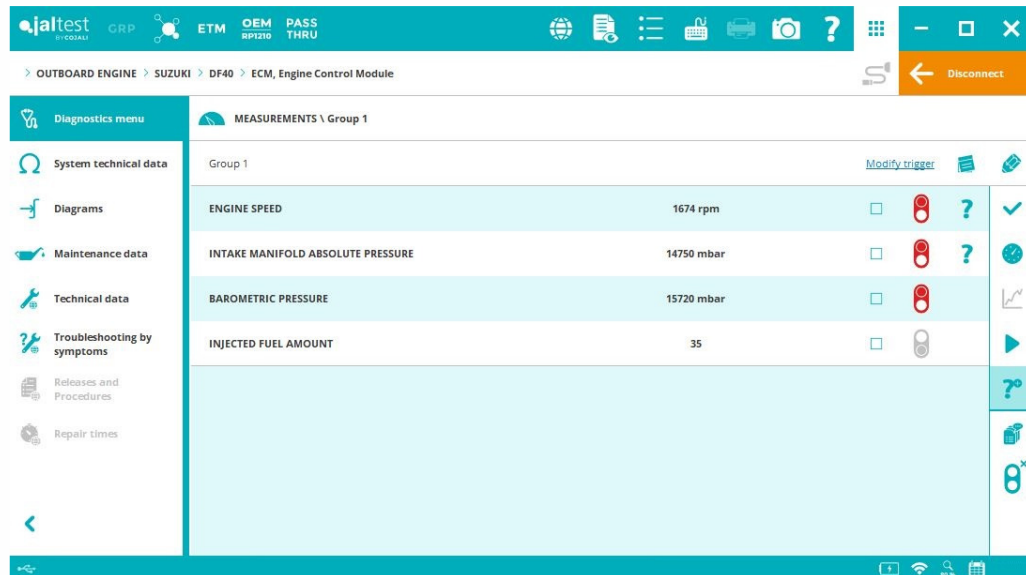 jaltest GRP ETM OEM PASS
BY COJALI RP1210 THRU
> OUTBOARD ENGINE > SUZUKI > DF40 > ECM, Engine Control Module
Disconnect
Diagnostics menu
MEASUREMENTS \ Group 1
System technical data
Group 1
Modify trigger
Diagrams
ENGINE SPEED 1674 rpm ?
Maintenance data
INTAKE MANIFOLD ABSOLUTE PRESSURE 14750 mbar ?
Technical data
BAROMETRIC PRESSURE 15720 mbar
Troubleshooting by
symptoms
INJECTED FUEL AMOUNT 35
Releases and
Procedures
Repair times